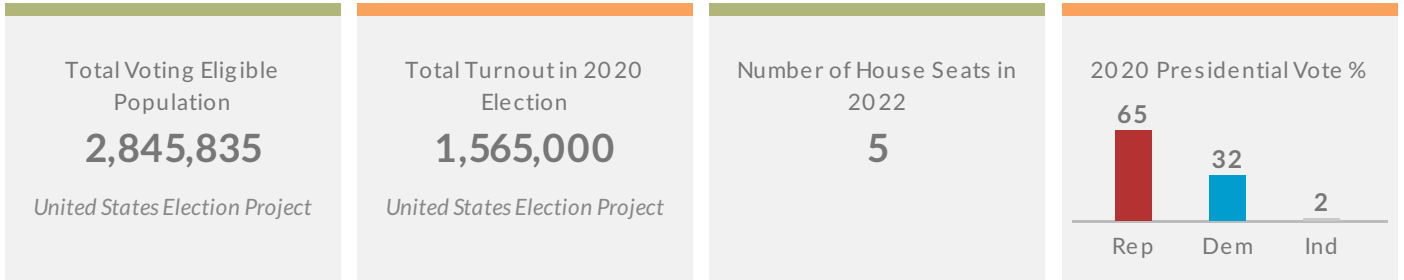 Total Voting Eligible
Population
2,845,835
United States Election Project
Total Turnout in 2020
Election
1,565,000
United States Election Project
Number of House Seats in
2022
5
2020 Presidential Vote %
65
32
2
Rep Dem Ind